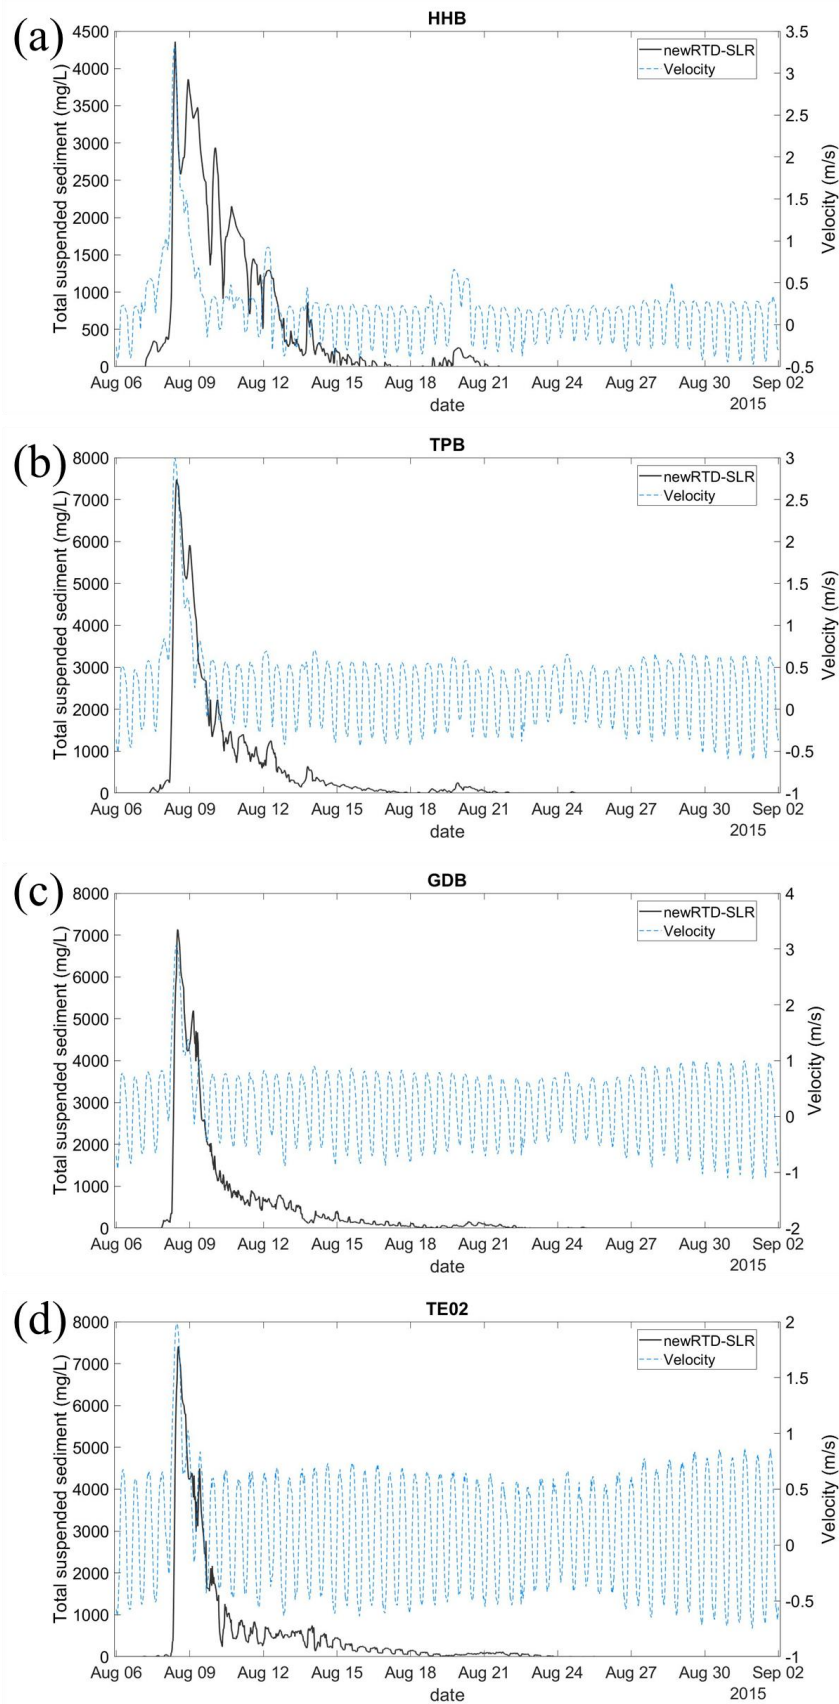 (a)
HHB
Total suspended sediment (mg/L)
4500
4000
3500
3000
2500
2000
1500
1000
500
0
newRTD-SLR
Velocity
3.5
3
2.5
2
1.5
1
0.5
0
-0.5
Velocity (m/s)
Aug 06 Aug 09 Aug 12 Aug 15 Aug 18 Aug 21 Aug 24 Aug 27 Aug 30 Sep 02
date
2015
(b)
TPB
Total suspended sediment (mg/L)
8000
7000
6000
5000
4000
3000
2000
1000
0
newRTD-SLR
Velocity
3
2.5
2
1.5
1
0.5
0
-0.5
-1
Velocity (m/s)
Aug 06 Aug 09 Aug 12 Aug 15 Aug 18 Aug 21 Aug 24 Aug 27 Aug 30 Sep 02
date
2015
(c)
GDB
Total suspended sediment (mg/L)
8000
7000
6000
5000
4000
3000
2000
1000
0
newRTD-SLR
Velocity
4
3
2
1
0
-1
-2
Velocity (m/s)
Aug 06 Aug 09 Aug 12 Aug 15 Aug 18 Aug 21 Aug 24 Aug 27 Aug 30 Sep 02
date
2015
(d)
TE02
Total suspended sediment (mg/L)
8000
7000
6000
5000
4000
3000
2000
1000
0
newRTD-SLR
Velocity
2
1.5
1
0.5
0
-0.5
-1
Velocity (m/s)
Aug 06 Aug 09 Aug 12 Aug 15 Aug 18 Aug 21 Aug 24 Aug 27 Aug 30 Sep 02
date
2015